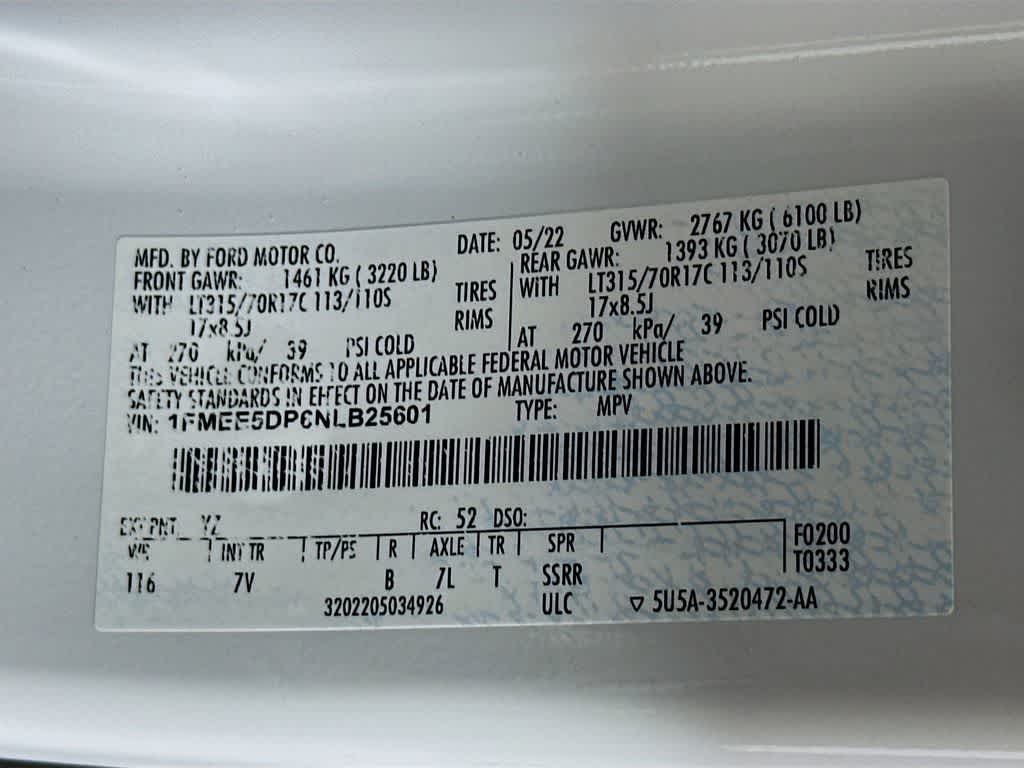 MFD. BY FORD MOTOR CO.
DATE: 05/22
GVWR: 2767 KG ( 6100 LB)
FRONT GAWR: 1461 KG ( 3220 LB)
WITH LT315/70R17C 113/110S TIRES
17x8.5J RIMS
AT 270 kPa/ 39 PSI COLD
REAR GAWR: 1393 KG ( 3070 LB)
WITH LT315/70R17C 113/110S TIRES
17x8.5J RIMS
AT 270 kPa/ 39 PSI COLD
THIS VEHICLE CONFORMS TO ALL APPLICABLE FEDERAL MOTOR VEHICLE
SAFETY STANDARDS IN EFFECT ON THE DATE OF MANUFACTURE SHOWN ABOVE.
VIN: TYPE: MPV
EXT PNT: YZ RC: 52 DSO:
WB INT TR TP/PS R AXLE TR SPR
116 7V B 7L T SSRR
F0200
T0333
3202205034926 ULC ▽ 5U5A-3520472-AA